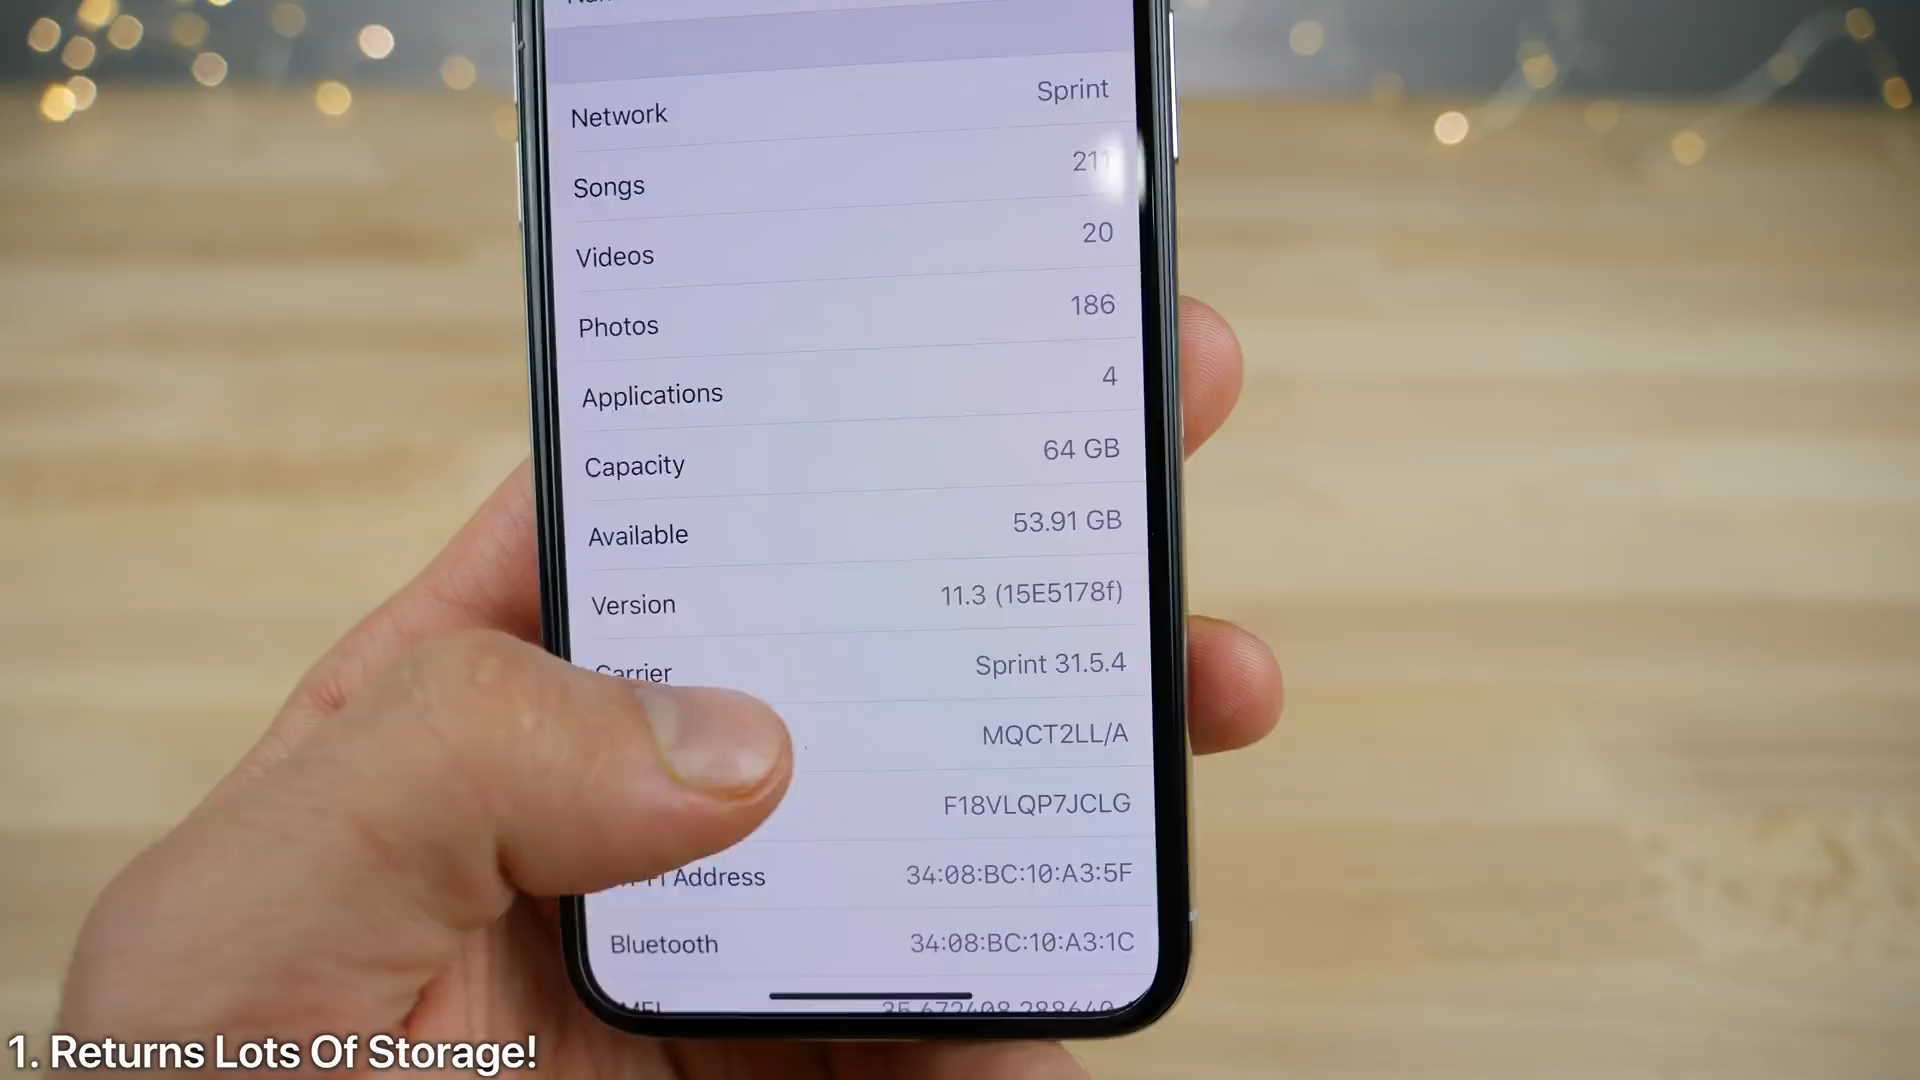 Network Sprint
Songs 211
Videos 20
Photos 186
Applications 4
Capacity 64 GB
Available 53.91 GB
Version 11.3 (15E5178f)
Carrier Sprint 31.5.4
MQCT2LL/A
F18VLQP7JCLG
Address 34:08:BC:10:A3:5F
Bluetooth 34:08:BC:10:A3:1C
1. Returns Lots Of Storage!